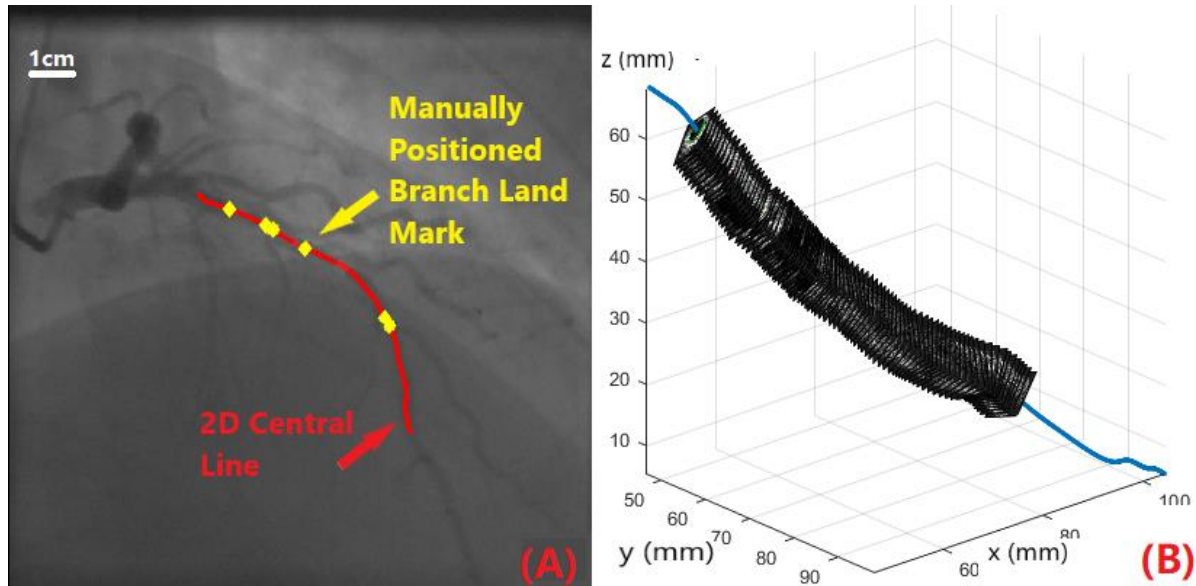 1cm
Manually
Positioned
Branch Land
Mark
2D Central
Line
(A)
z (mm)
60
50
40
30
20
10
50
60
70
80
90
y (mm)
60
80
100
x (mm)
(B)